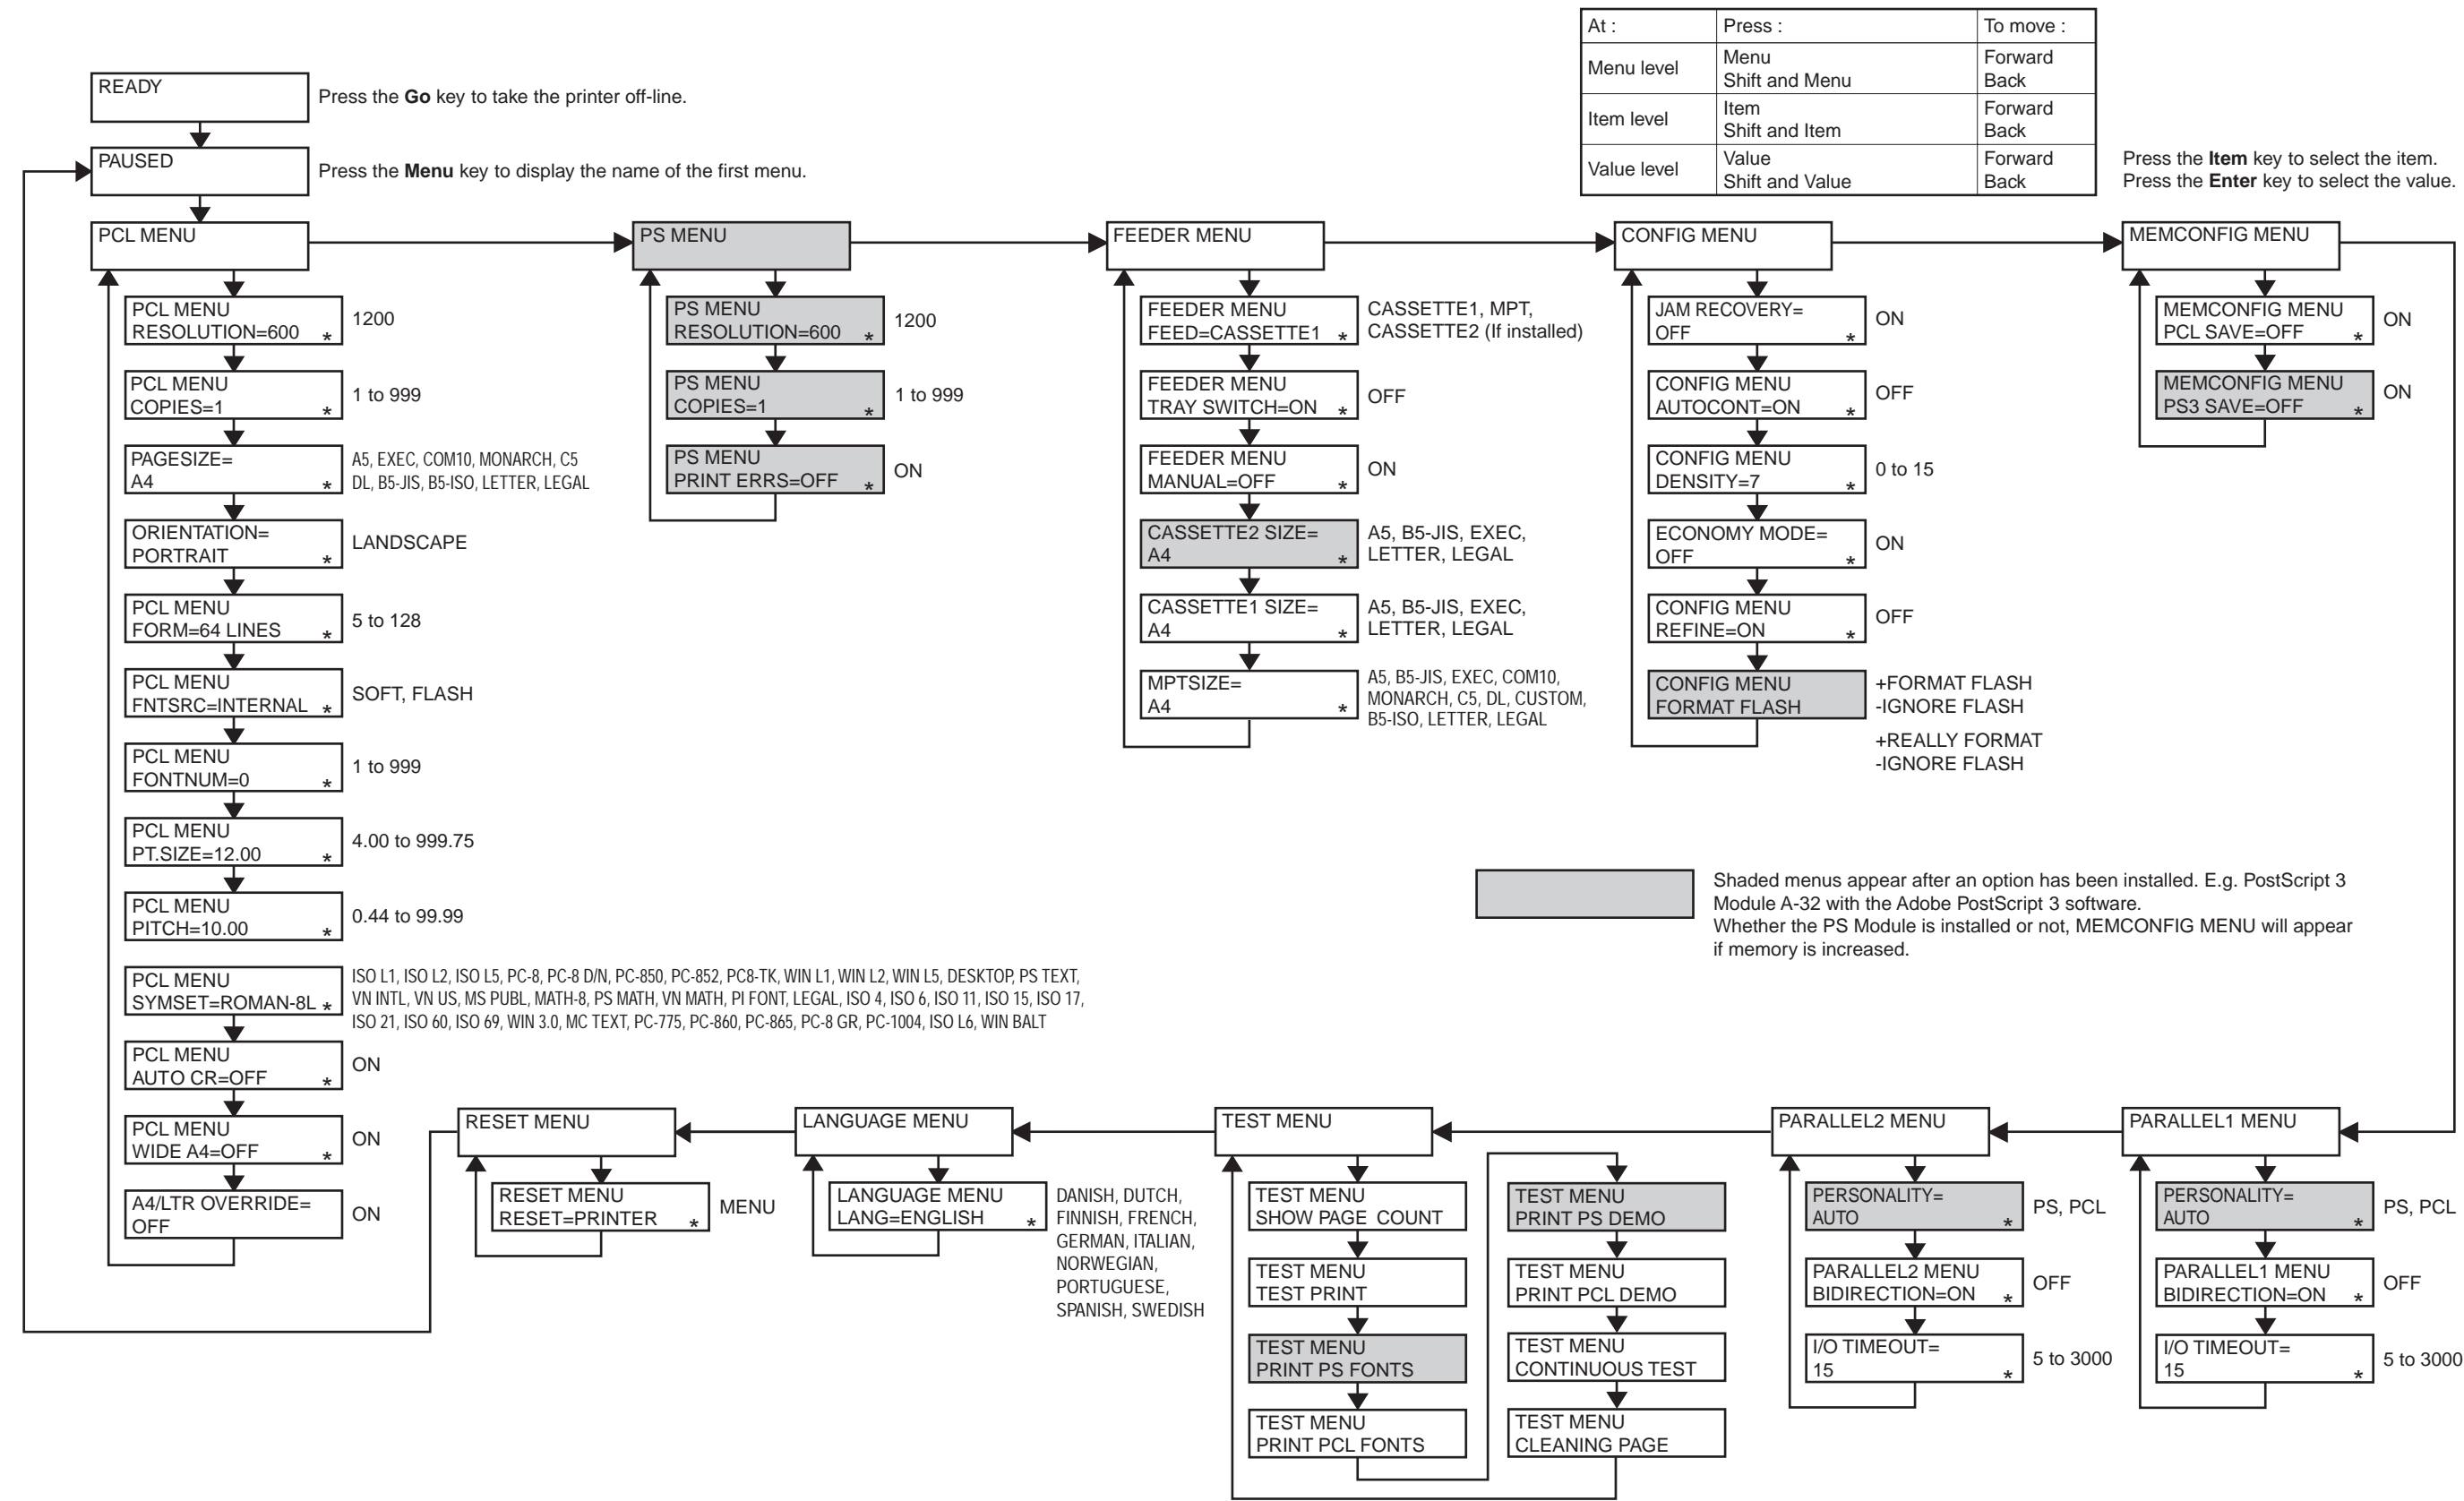 At : Press : To move :
Menu level Menu Forward
Shift and Menu Back
Item level Item Forward
Shift and Item Back
Value level Value Forward
Shift and Value Back
READY
Press the Go key to take the printer off-line.
PAUSED
Press the Menu key to display the name of the first menu.
Press the Item key to select the item.
Press the Enter key to select the value.
PCL MENU
PCL MENU
RESOLUTION=600 *
1200
PCL MENU
COPIES=1 *
1 to 999
PAGESIZE=
A4 *
A5, EXEC, COM10, MONARCH, C5
DL, B5-JIS, B5-ISO, LETTER, LEGAL
ORIENTATION=
PORTRAIT *
LANDSCAPE
PCL MENU
FORM=64 LINES *
5 to 128
PCL MENU
FNTSRC=INTERNAL *
SOFT, FLASH
PCL MENU
FONTNUM=0 *
1 to 999
PCL MENU
PT.SIZE=12.00 *
4.00 to 999.75
PCL MENU
PITCH=10.00 *
0.44 to 99.99
PCL MENU
SYMSET=ROMAN-8L *
ISO L1, ISO L2, ISO L5, PC-8, PC-8 D/N, PC-850, PC-852, PC8-TK, WIN L1, WIN L2, WIN L5, DESKTOP, PS TEXT,
VN INTL, VN US, MS PUBL, MATH-8, PS MATH, VN MATH, PI FONT, LEGAL, ISO 4, ISO 6, ISO 11, ISO 15, ISO 17,
ISO 21, ISO 60, ISO 69, WIN 3.0, MC TEXT, PC-775, PC-860, PC-865, PC-8 GR, PC-1004, ISO L6, WIN BALT
PCL MENU
AUTO CR=OFF *
ON
PCL MENU
WIDE A4=OFF *
ON
A4/LTR OVERRIDE=
OFF
ON
PS MENU
PS MENU
RESOLUTION=600 *
1200
PS MENU
COPIES=1 *
1 to 999
PS MENU
PRINT ERRS=OFF *
ON
FEEDER MENU
FEEDER MENU
FEED=CASSETTE1 *
CASSETTE1, MPT,
CASSETTE2 (If installed)
FEEDER MENU
TRAY SWITCH=ON *
OFF
FEEDER MENU
MANUAL=OFF *
ON
CASSETTE2 SIZE=
A4 *
A5, B5-JIS, EXEC,
LETTER, LEGAL
CASSETTE1 SIZE=
A4 *
A5, B5-JIS, EXEC,
LETTER, LEGAL
MPTSIZE=
A4 *
A5, B5-JIS, EXEC, COM10,
MONARCH, C5, DL, CUSTOM,
B5-ISO, LETTER, LEGAL
CONFIG MENU
JAM RECOVERY=
OFF *
ON
CONFIG MENU
AUTOCONT=ON *
OFF
CONFIG MENU
DENSITY=7 *
0 to 15
ECONOMY MODE=
OFF *
ON
CONFIG MENU
REFINE=ON *
OFF
CONFIG MENU
FORMAT FLASH
+FORMAT FLASH
-IGNORE FLASH
+REALLY FORMAT
-IGNORE FLASH
MEMCONFIG MENU
MEMCONFIG MENU
PCL SAVE=OFF *
ON
MEMCONFIG MENU
PS3 SAVE=OFF *
ON
Shaded menus appear after an option has been installed. E.g. PostScript 3
Module A-32 with the Adobe PostScript 3 software.
Whether the PS Module is installed or not, MEMCONFIG MENU will appear
if memory is increased.
RESET MENU
RESET MENU
RESET=PRINTER *
MENU
LANGUAGE MENU
LANGUAGE MENU
LANG=ENGLISH *
DANISH, DUTCH,
FINNISH, FRENCH,
GERMAN, ITALIAN,
NORWEGIAN,
PORTUGUESE,
SPANISH, SWEDISH
TEST MENU
TEST MENU
SHOW PAGE COUNT
TEST MENU
TEST PRINT
TEST MENU
PRINT PS FONTS
TEST MENU
PRINT PCL FONTS
TEST MENU
PRINT PS DEMO
TEST MENU
PRINT PCL DEMO
TEST MENU
CONTINUOUS TEST
TEST MENU
CLEANING PAGE
PARALLEL2 MENU
PERSONALITY=
AUTO *
PS, PCL
PARALLEL2 MENU
BIDIRECTION=ON *
OFF
I/O TIMEOUT=
15 *
5 to 3000
PARALLEL1 MENU
PERSONALITY=
AUTO *
PS, PCL
PARALLEL1 MENU
BIDIRECTION=ON *
OFF
I/O TIMEOUT=
15 *
5 to 3000